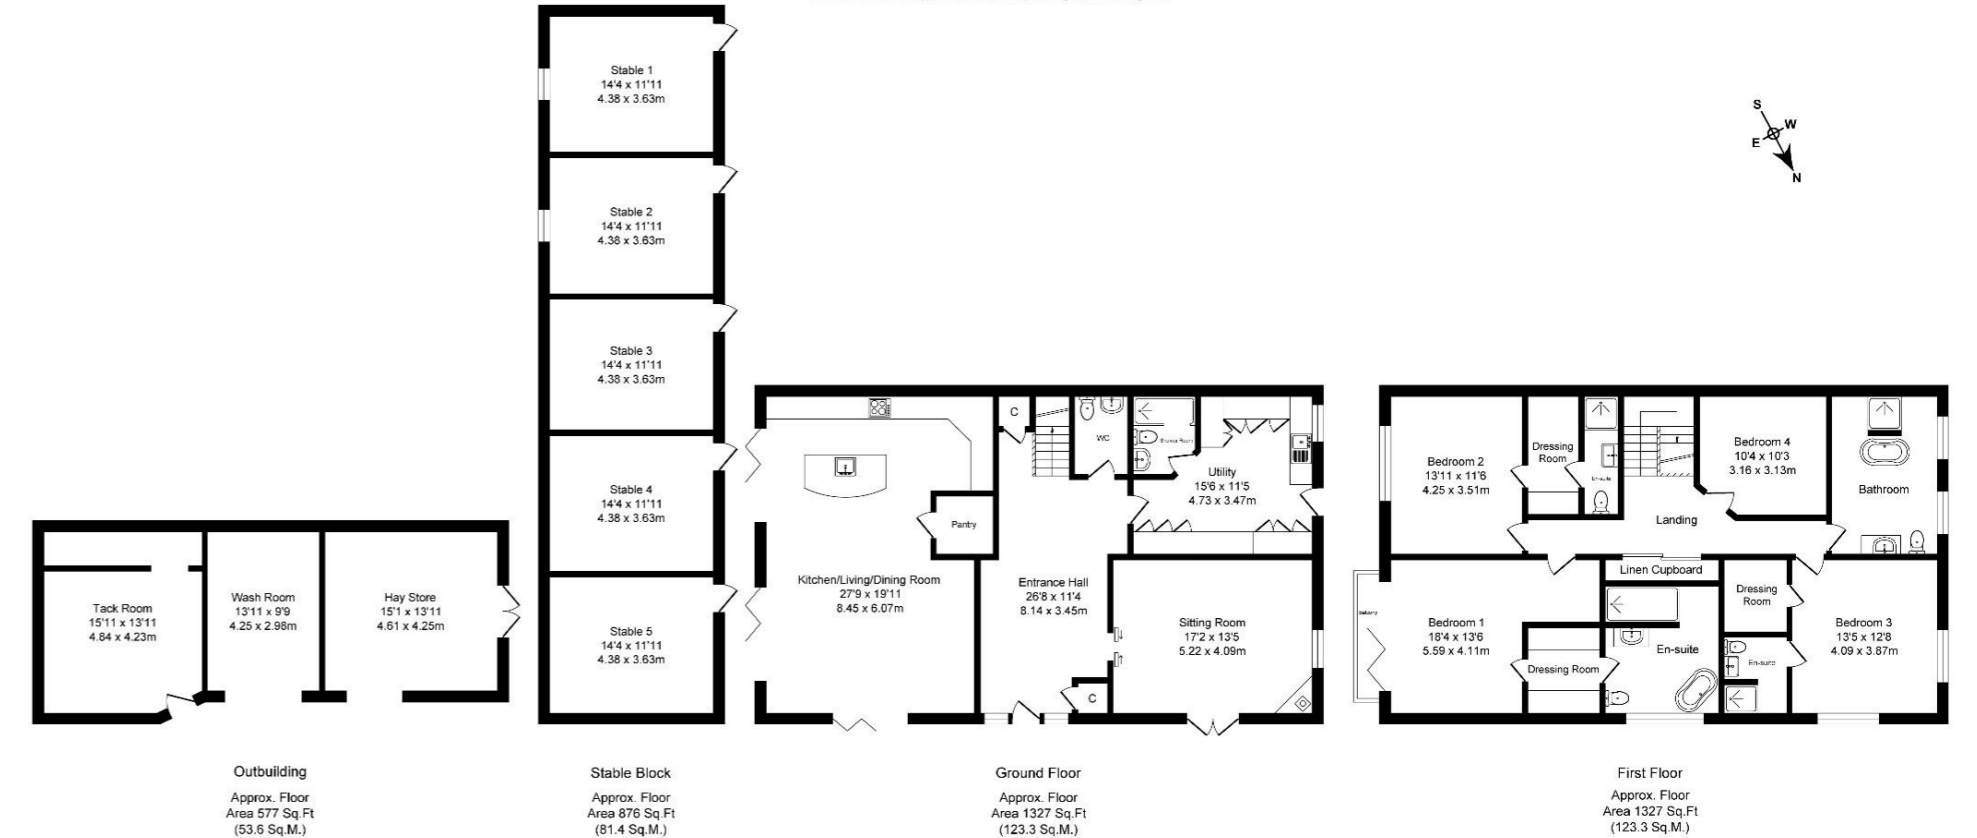 Stable 1
14'4 x 11'11
4.38 x 3.63m
Stable 2
14'4 x 11'11
4.38 x 3.63m
Stable 3
14'4 x 11'11
4.38 x 3.63m
Stable 4
14'4 x 11'11
4.38 x 3.63m
Stable 5
14'4 x 11'11
4.38 x 3.63m
S
W
E
N
Tack Room
15'11 x 13'11
4.84 x 4.23m
Wash Room
13'11 x 9'9
4.25 x 2.98m
Hay Store
15'1 x 13'11
4.61 x 4.25m
C
WC
Shower Room
Utility
15'6 x 11'5
4.73 x 3.47m
Pantry
Kitchen/Living/Dining Room
27'9 x 19'11
8.45 x 6.07m
Entrance Hall
26'8 x 11'4
8.14 x 3.45m
Sitting Room
17'2 x 13'5
5.22 x 4.09m
C
Bedroom 2
13'11 x 11'6
4.25 x 3.51m
Dressing
Room
En-suite
Bedroom 4
10'4 x 10'3
3.16 x 3.13m
Bathroom
Landing
Linen Cupboard
Balcony
Bedroom 1
18'4 x 13'6
5.59 x 4.11m
Dressing Room
En-suite
Dressing
Room
En-suite
Bedroom 3
13'5 x 12'8
4.09 x 3.87m
Outbuilding
Approx. Floor
Area 577 Sq.Ft
(53.6 Sq.M.)
Stable Block
Approx. Floor
Area 876 Sq.Ft
(81.4 Sq.M.)
Ground Floor
Approx. Floor
Area 1327 Sq.Ft
(123.3 Sq.M.)
First Floor
Approx. Floor
Area 1327 Sq.Ft
(123.3 Sq.M.)